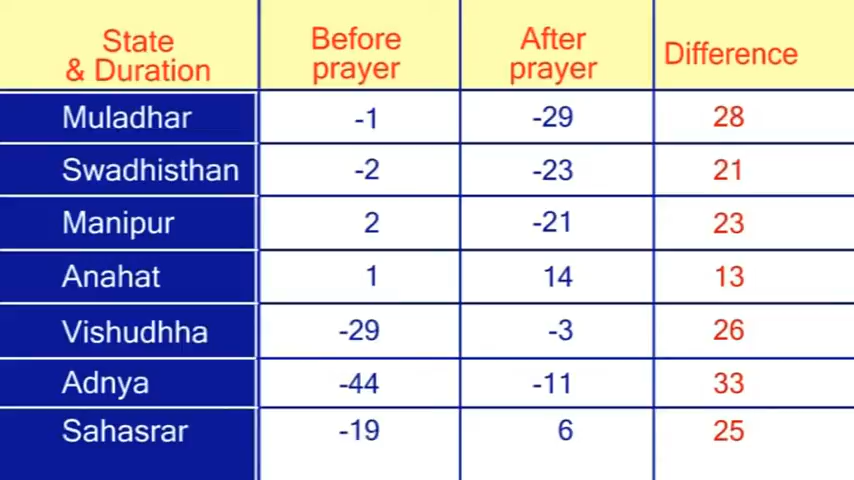 State & Duration Before prayer After prayer Difference
Muladhar -1 -29 28
Swadhisthan -2 -23 21
Manipur 2 -21 23
Anahat 1 14 13
Vishudhha -29 -3 26
Adnya -44 -11 33
Sahasrar -19 6 25